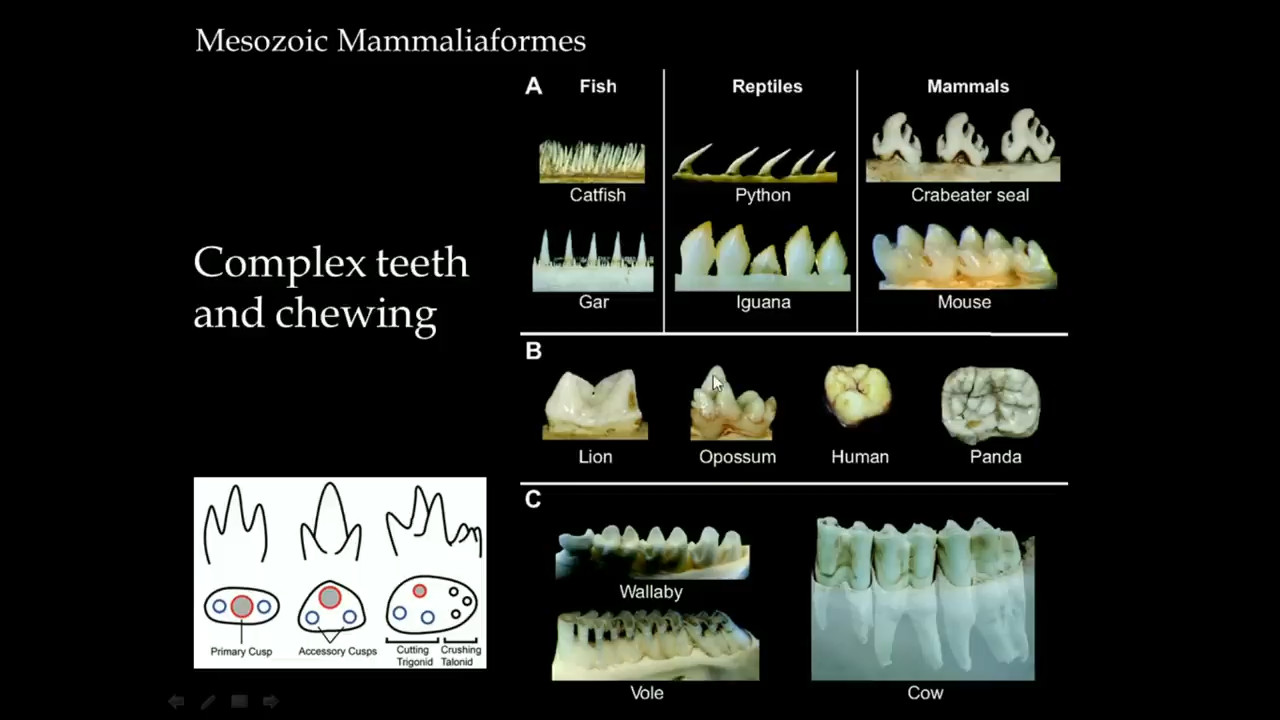 Mesozoic Mammaliaformes
Complex teeth
and chewing
A
Fish
Reptiles
Mammals
Catfish
Python
Crabeater seal
Gar
Iguana
Mouse
B
Lion
Opossum
Human
Panda
C
Wallaby
Vole
Cow
Primary Cusp
Accessory Cusps
Cutting
Trigonid
Crushing
Talonid